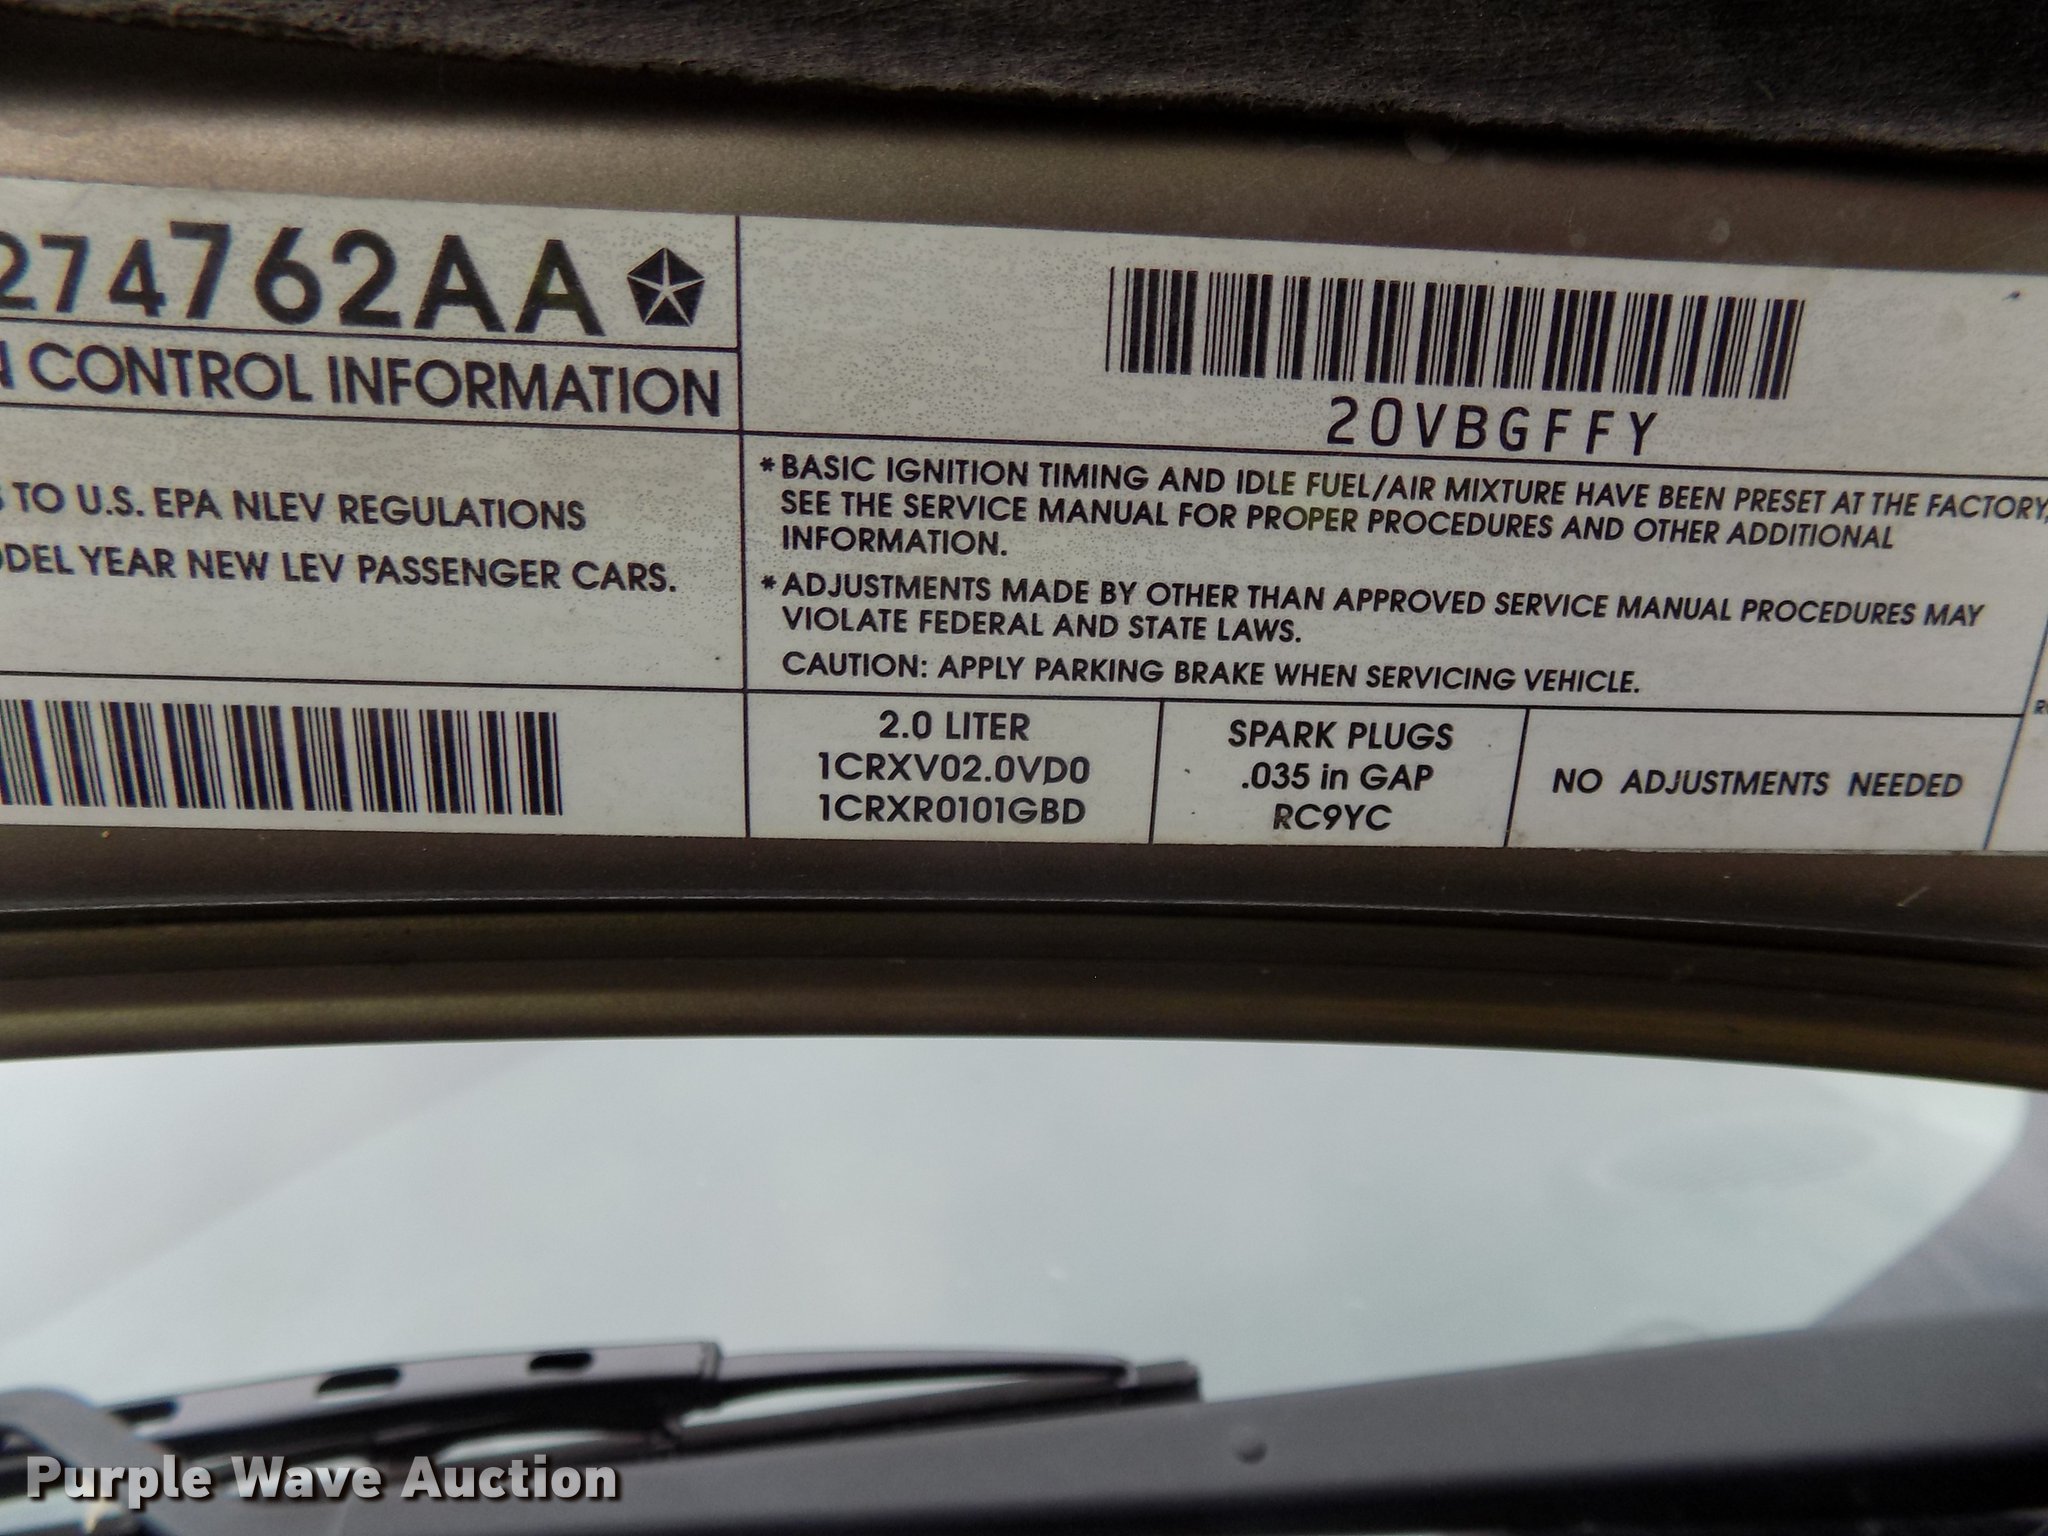 274762AA
CONTROL INFORMATION
TO U.S. EPA NLEV REGULATIONS
YEAR NEW LEV PASSENGER CARS.
20VBGFFY
*BASIC IGNITION TIMING AND IDLE FUEL/AIR MIXTURE HAVE BEEN PRESET AT THE FACTORY,
SEE THE SERVICE MANUAL FOR PROPER PROCEDURES AND OTHER ADDITIONAL
INFORMATION.
*ADJUSTMENTS MADE BY OTHER THAN APPROVED SERVICE MANUAL PROCEDURES MAY
VIOLATE FEDERAL AND STATE LAWS.
CAUTION: APPLY PARKING BRAKE WHEN SERVICING VEHICLE.
2.0 LITER
1CRXV02.0VD0
1CRXR0101GBD
SPARK PLUGS
.035 in GAP
RC9YC
NO ADJUSTMENTS NEEDED
Purple Wave Auction